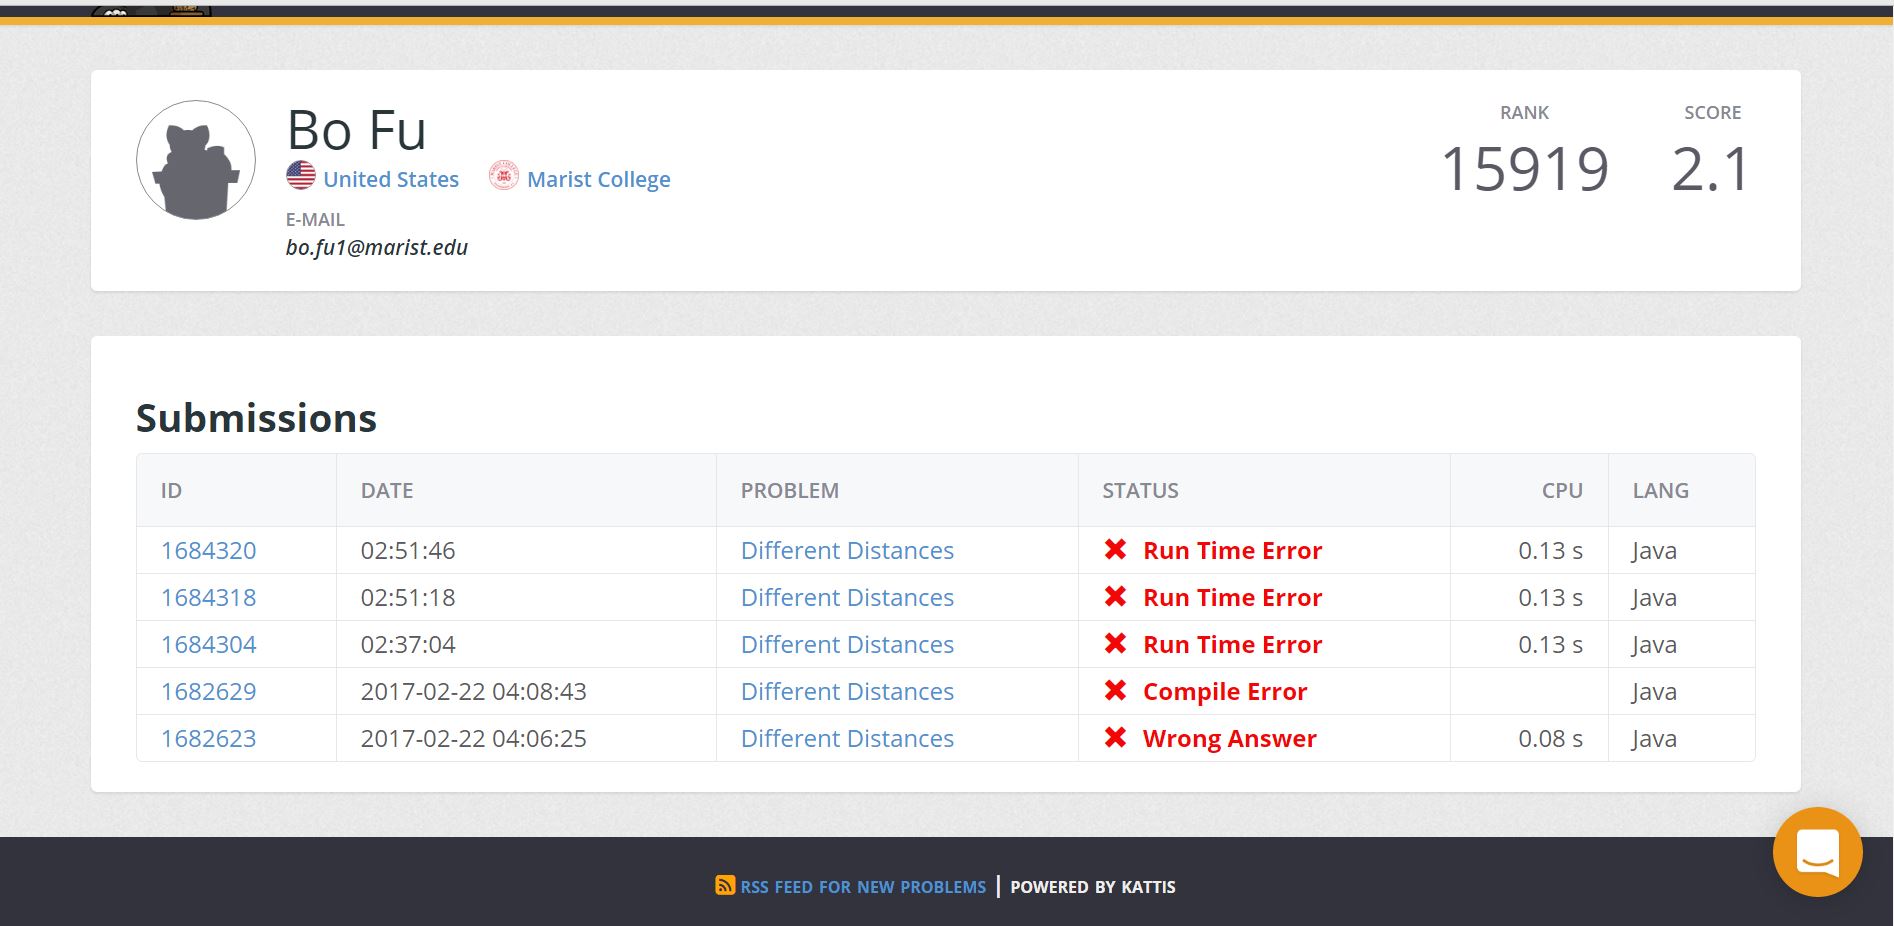 Bo Fu
United States Marist College
E-MAIL
bo.fu1@marist.edu
RANK SCORE
15919 2.1
Submissions
ID DATE PROBLEM STATUS CPU LANG
1684320 02:51:46 Different Distances Run Time Error 0.13 s Java
1684318 02:51:18 Different Distances Run Time Error 0.13 s Java
1684304 02:37:04 Different Distances Run Time Error 0.13 s Java
1682629 2017-02-22 04:08:43 Different Distances Compile Error Java
1682623 2017-02-22 04:06:25 Different Distances Wrong Answer 0.08 s Java
RSS FEED FOR NEW PROBLEMS | POWERED BY KATTIS